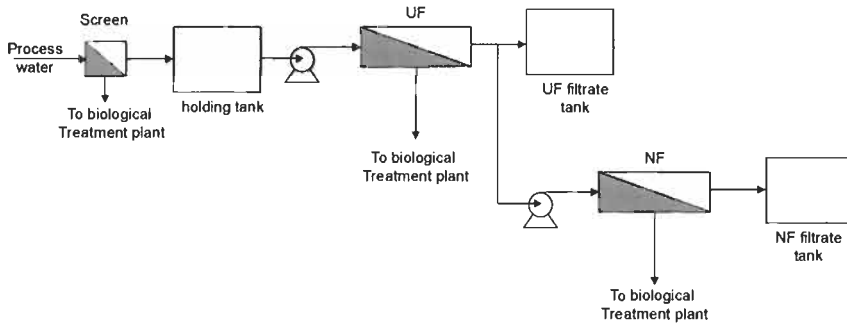 Screen
Process
water
To biological
Treatment plant
holding tank
UF
To biological
Treatment plant
UF filtrate
tank
NF
To biological
Treatment plant
NF filtrate
tank